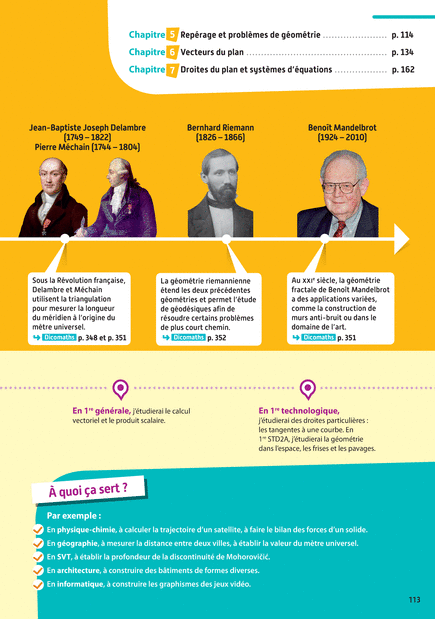 Chapitre 5 Repérage et problèmes de géométrie ...................... p. 114
Chapitre 6 Vecteurs du plan ................................................ p. 134
Chapitre 7 Droites du plan et systèmes d'équations .................. p. 162
Jean-Baptiste Joseph Delambre
(1749 – 1822)
Pierre Méchain (1744 – 1804)
Bernhard Riemann
(1826 – 1866)
Benoît Mandelbrot
(1924 – 2010)
Sous la Révolution française,
Delambre et Méchain
utilisent la triangulation
pour mesurer la longueur
du méridien à l'origine du
mètre universel.
Dicomaths p. 348 et p. 351
La géométrie riemannienne
étend les deux précédentes
géométries et permet l'étude
de géodésiques afin de
résoudre certains problèmes
de plus court chemin.
Dicomaths p. 352
Au XXIe siècle, la géométrie
fractale de Benoît Mandelbrot
a des applications variées,
comme la construction de
murs anti-bruit ou dans le
domaine de l'art.
Dicomaths p. 351
En 1re générale, j'étudierai le calcul
vectoriel et le produit scalaire.
En 1re technologique,
j'étudierai des droites particulières :
les tangentes à une courbe. En
1re STD2A, j'étudierai la géométrie
dans l'espace, les frises et les pavages.
À quoi ça sert ?
Par exemple :
En physique-chimie, à calculer la trajectoire d'un satellite, à faire le bilan des forces d'un solide.
En géographie, à mesurer la distance entre deux villes, à établir la valeur du mètre universel.
En SVT, à établir la profondeur de la discontinuité de Mohorovičić.
En architecture, à construire des bâtiments de formes diverses.
En informatique, à construire les graphismes des jeux vidéo.
113